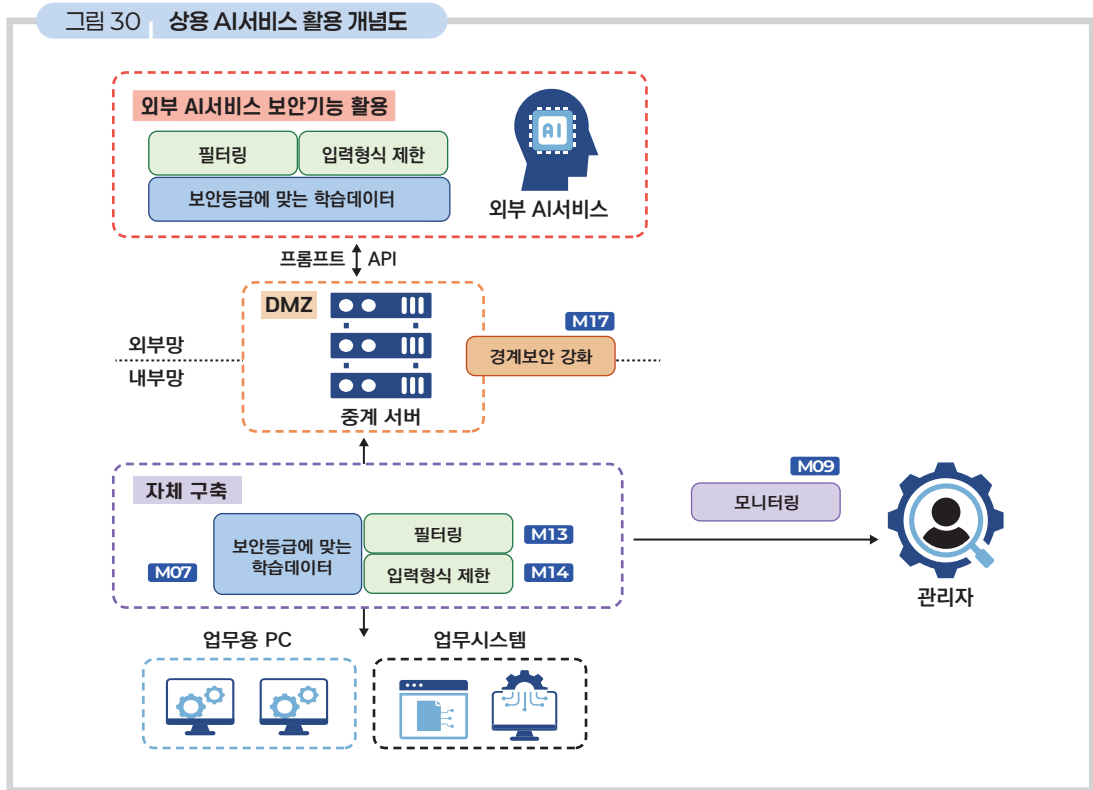 그림 30 상용 AI서비스 활용 개념도
외부 AI서비스 보안기능 활용
필터링
입력형식 제한
보안등급에 맞는 학습데이터
AI
외부 AI서비스
프롬프트 API
DMZ
M17
외부망
경계보안 강화
내부망
중계 서버
자체 구축
M09
모니터링
M07
보안등급에 맞는
학습데이터
필터링
M13
입력형식 제한
M14
관리자
업무용 PC
업무시스템